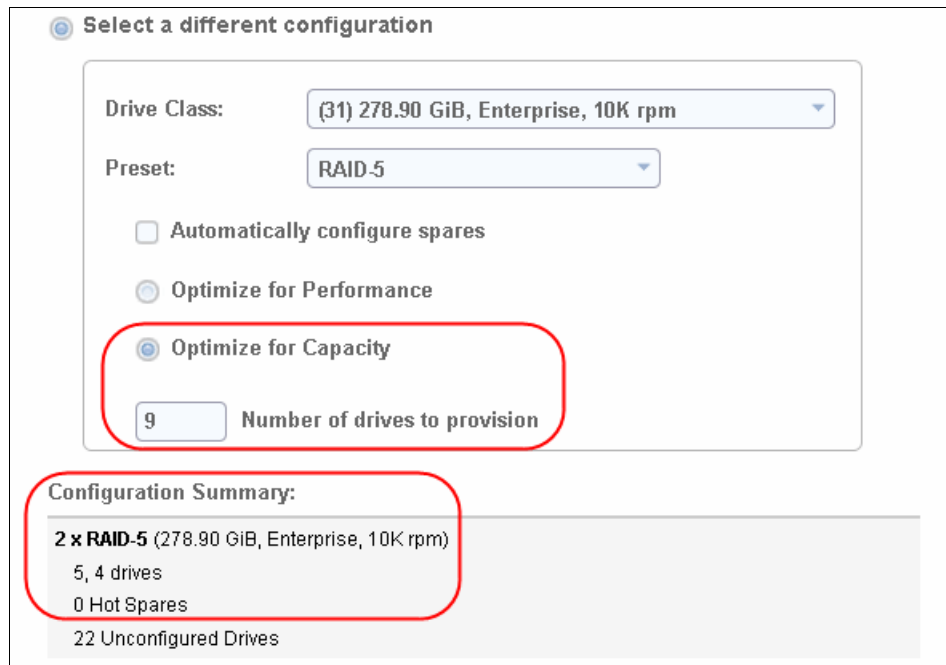 Select a different configuration
Drive Class: (31) 278.90 GiB, Enterprise, 10K rpm
Preset: RAID-5
Automatically configure spares
Optimize for Performance
Optimize for Capacity
9 Number of drives to provision
Configuration Summary:
2 x RAID-5 (278.90 GiB, Enterprise, 10K rpm)
5, 4 drives
0 Hot Spares
22 Unconfigured Drives